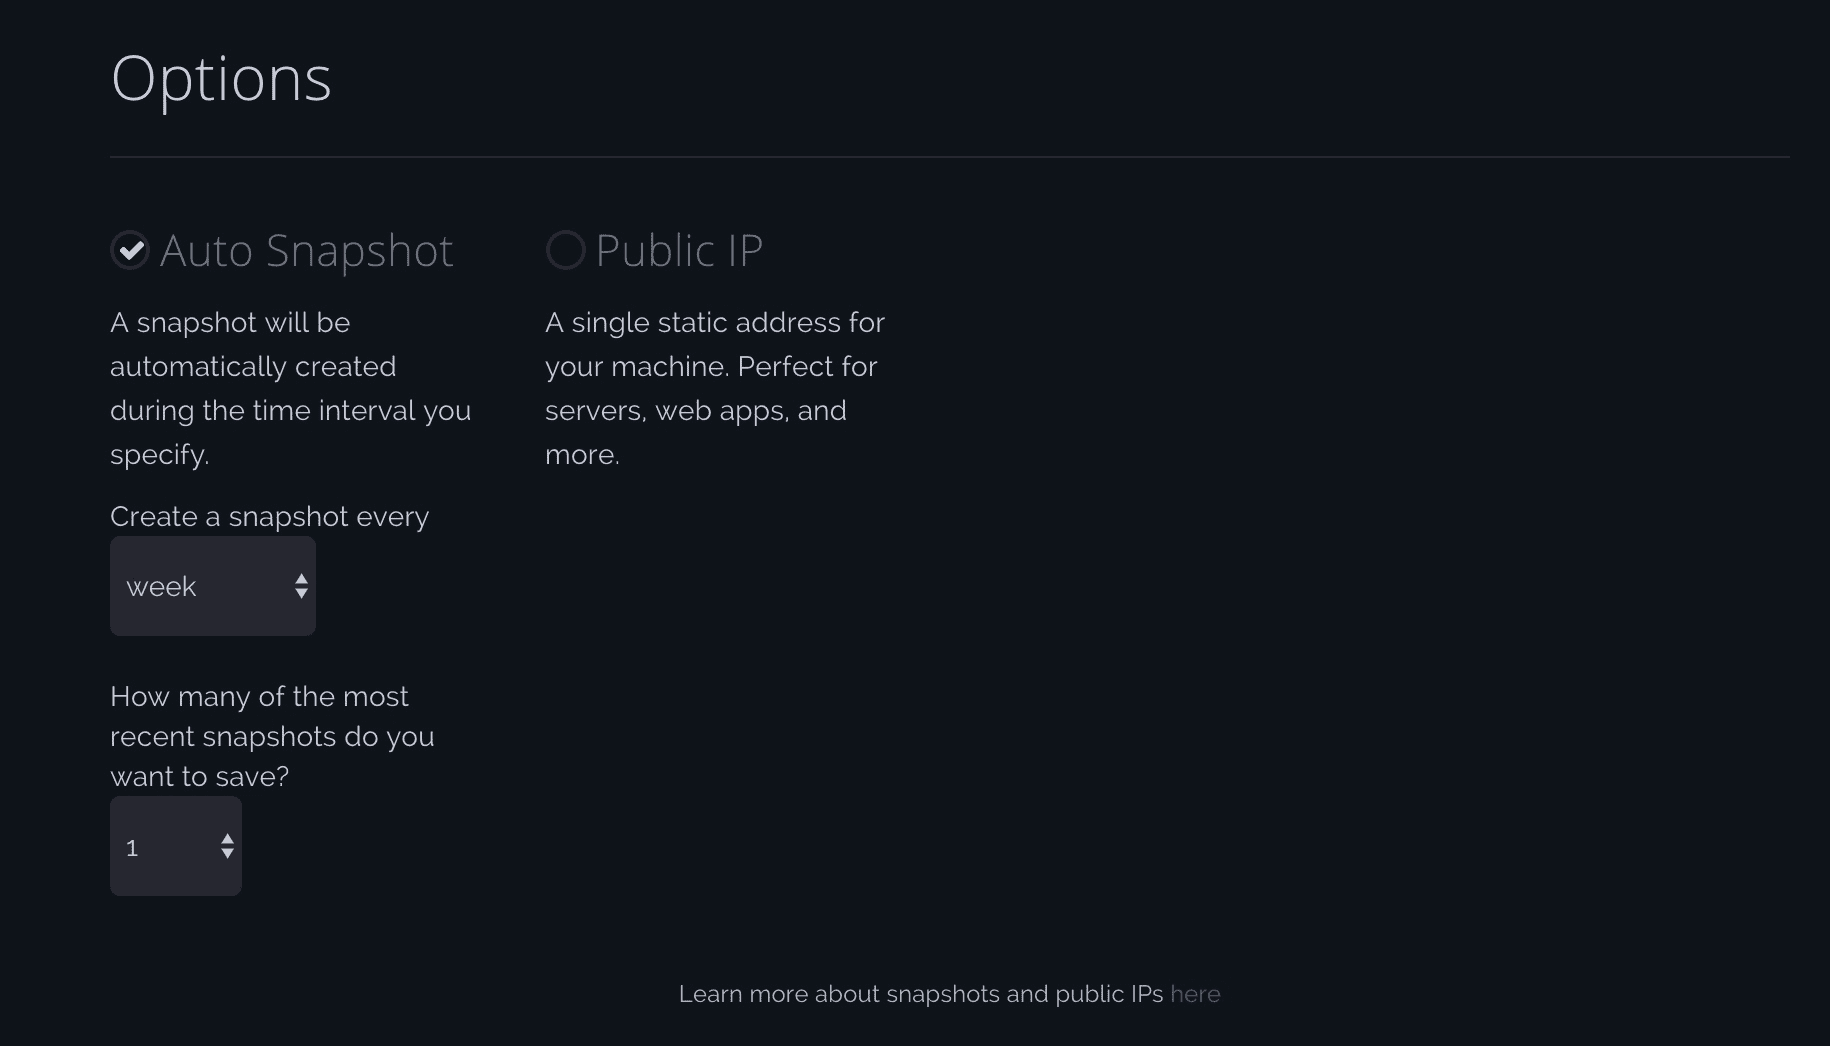 Options
Auto Snapshot
A snapshot will be
automatically created
during the time interval you
specify.
Create a snapshot every
week
How many of the most
recent snapshots do you
want to save?
1
Public IP
A single static address for
your machine. Perfect for
servers, web apps, and
more.
Learn more about snapshots and public IPs here